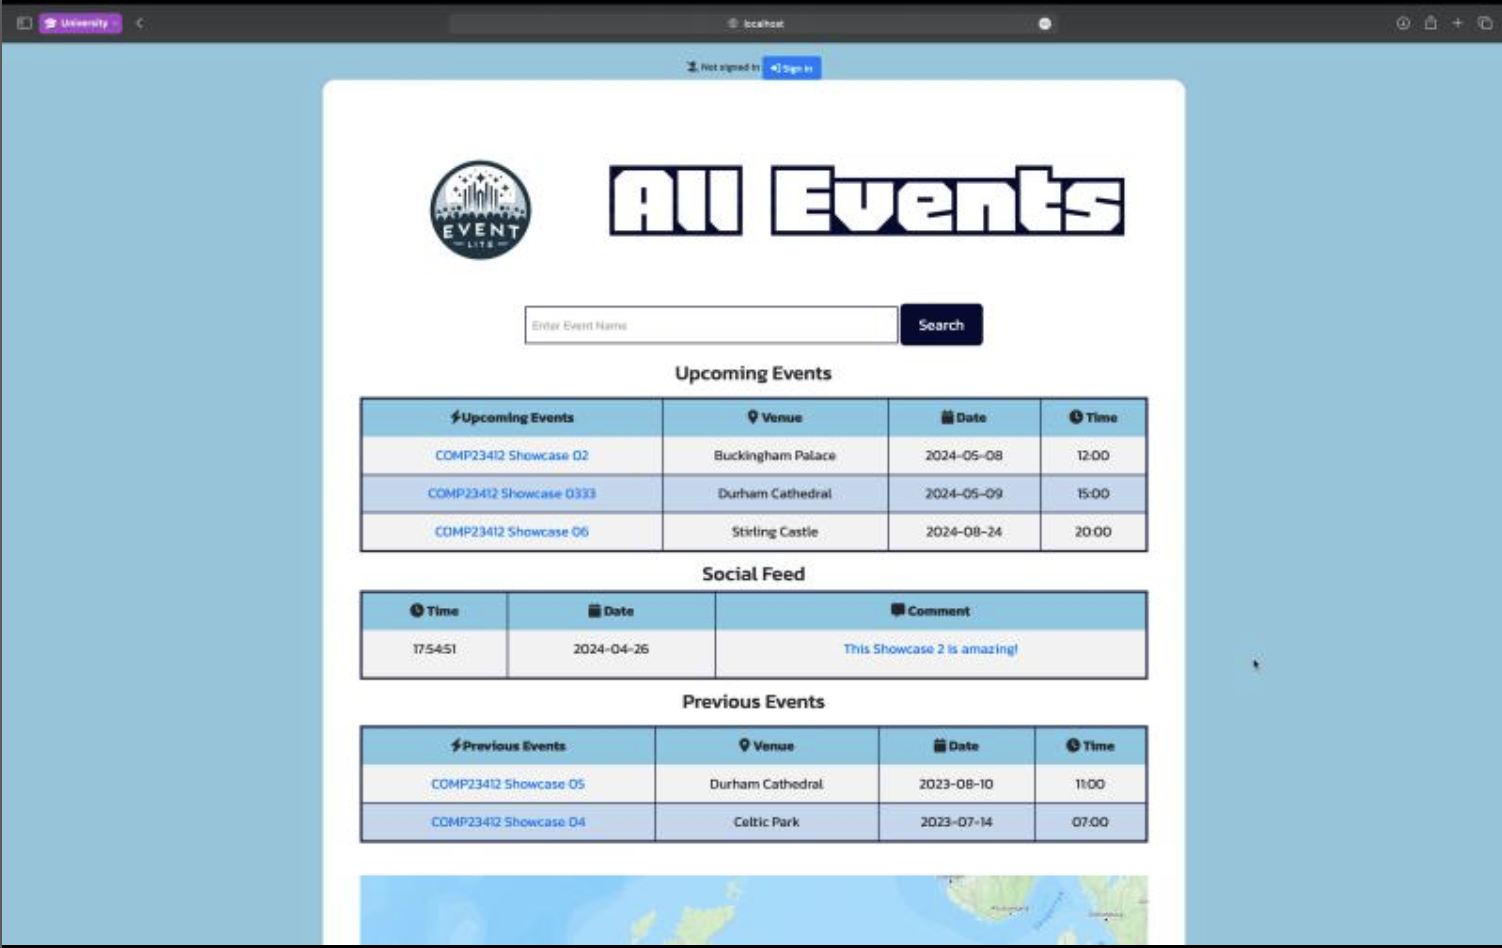 University
localhost
Not signed in Sign in
EVENT
LITE
All Events
Enter Event Name Search
Upcoming Events
Upcoming Events Venue Date Time
COMP23412 Showcase 02 Buckingham Palace 2024-05-08 12:00
COMP23412 Showcase 0333 Durham Cathedral 2024-05-09 15:00
COMP23412 Showcase 06 Stirling Castle 2024-08-24 20:00
Social Feed
Time Date Comment
17:54:51 2024-04-26 This Showcase 2 is amazing!
Previous Events
Previous Events Venue Date Time
COMP23412 Showcase 05 Durham Cathedral 2023-08-10 11:00
COMP23412 Showcase 04 Celtic Park 2023-07-14 07:00